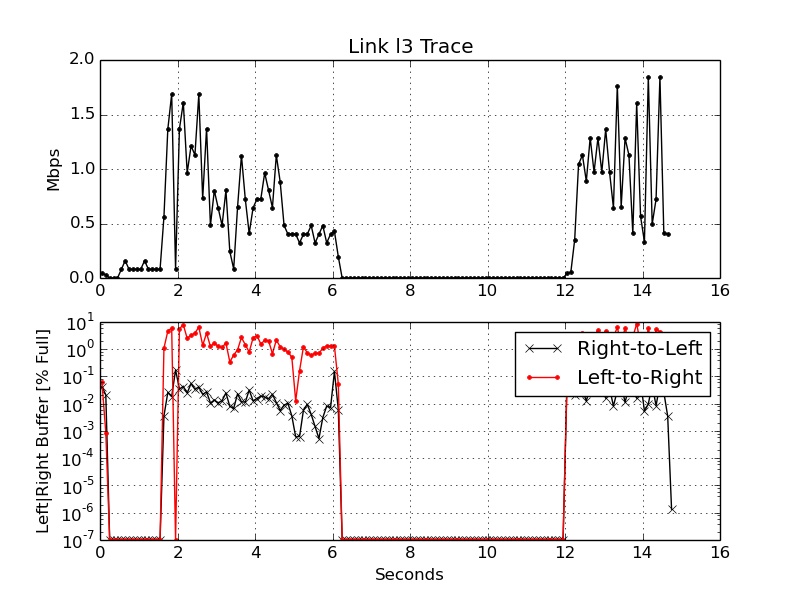 Link l3 Trace
Mbps
2.0
1.5
1.0
0.5
0.0
0 2 4 6 8 10 12 14 16
Left|Right Buffer [% Full]
10^1
10^0
10^-1
10^-2
10^-3
10^-4
10^-5
10^-6
10^-7
Right-to-Left
Left-to-Right
0 2 4 6 8 10 12 14 16
Seconds